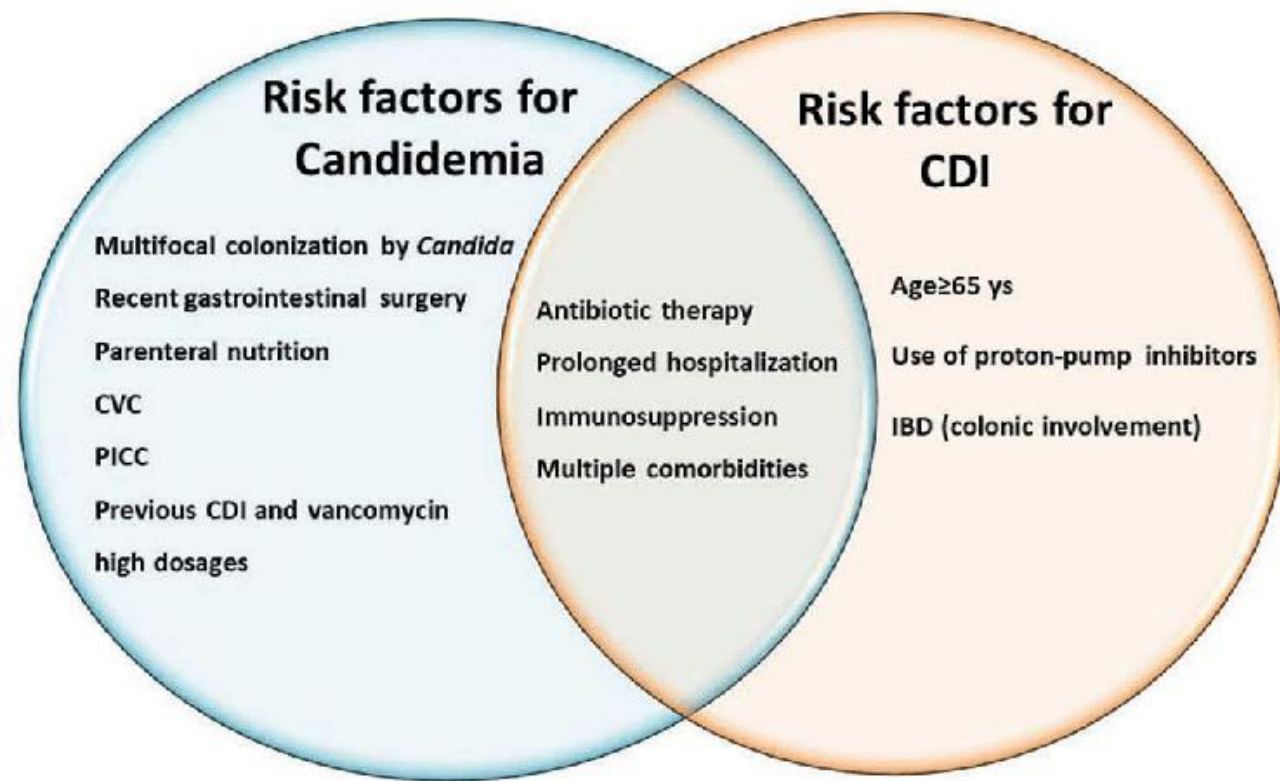 Risk factors for
Candidemia
Multifocal colonization by Candida
Recent gastrointestinal surgery
Parenteral nutrition
CVC
PICC
Previous CDI and vancomycin
high dosages
Antibiotic therapy
Prolonged hospitalization
Immunosuppression
Multiple comorbidities
Risk factors for
CDI
Age≥65 ys
Use of proton-pump inhibitors
IBD (colonic involvement)